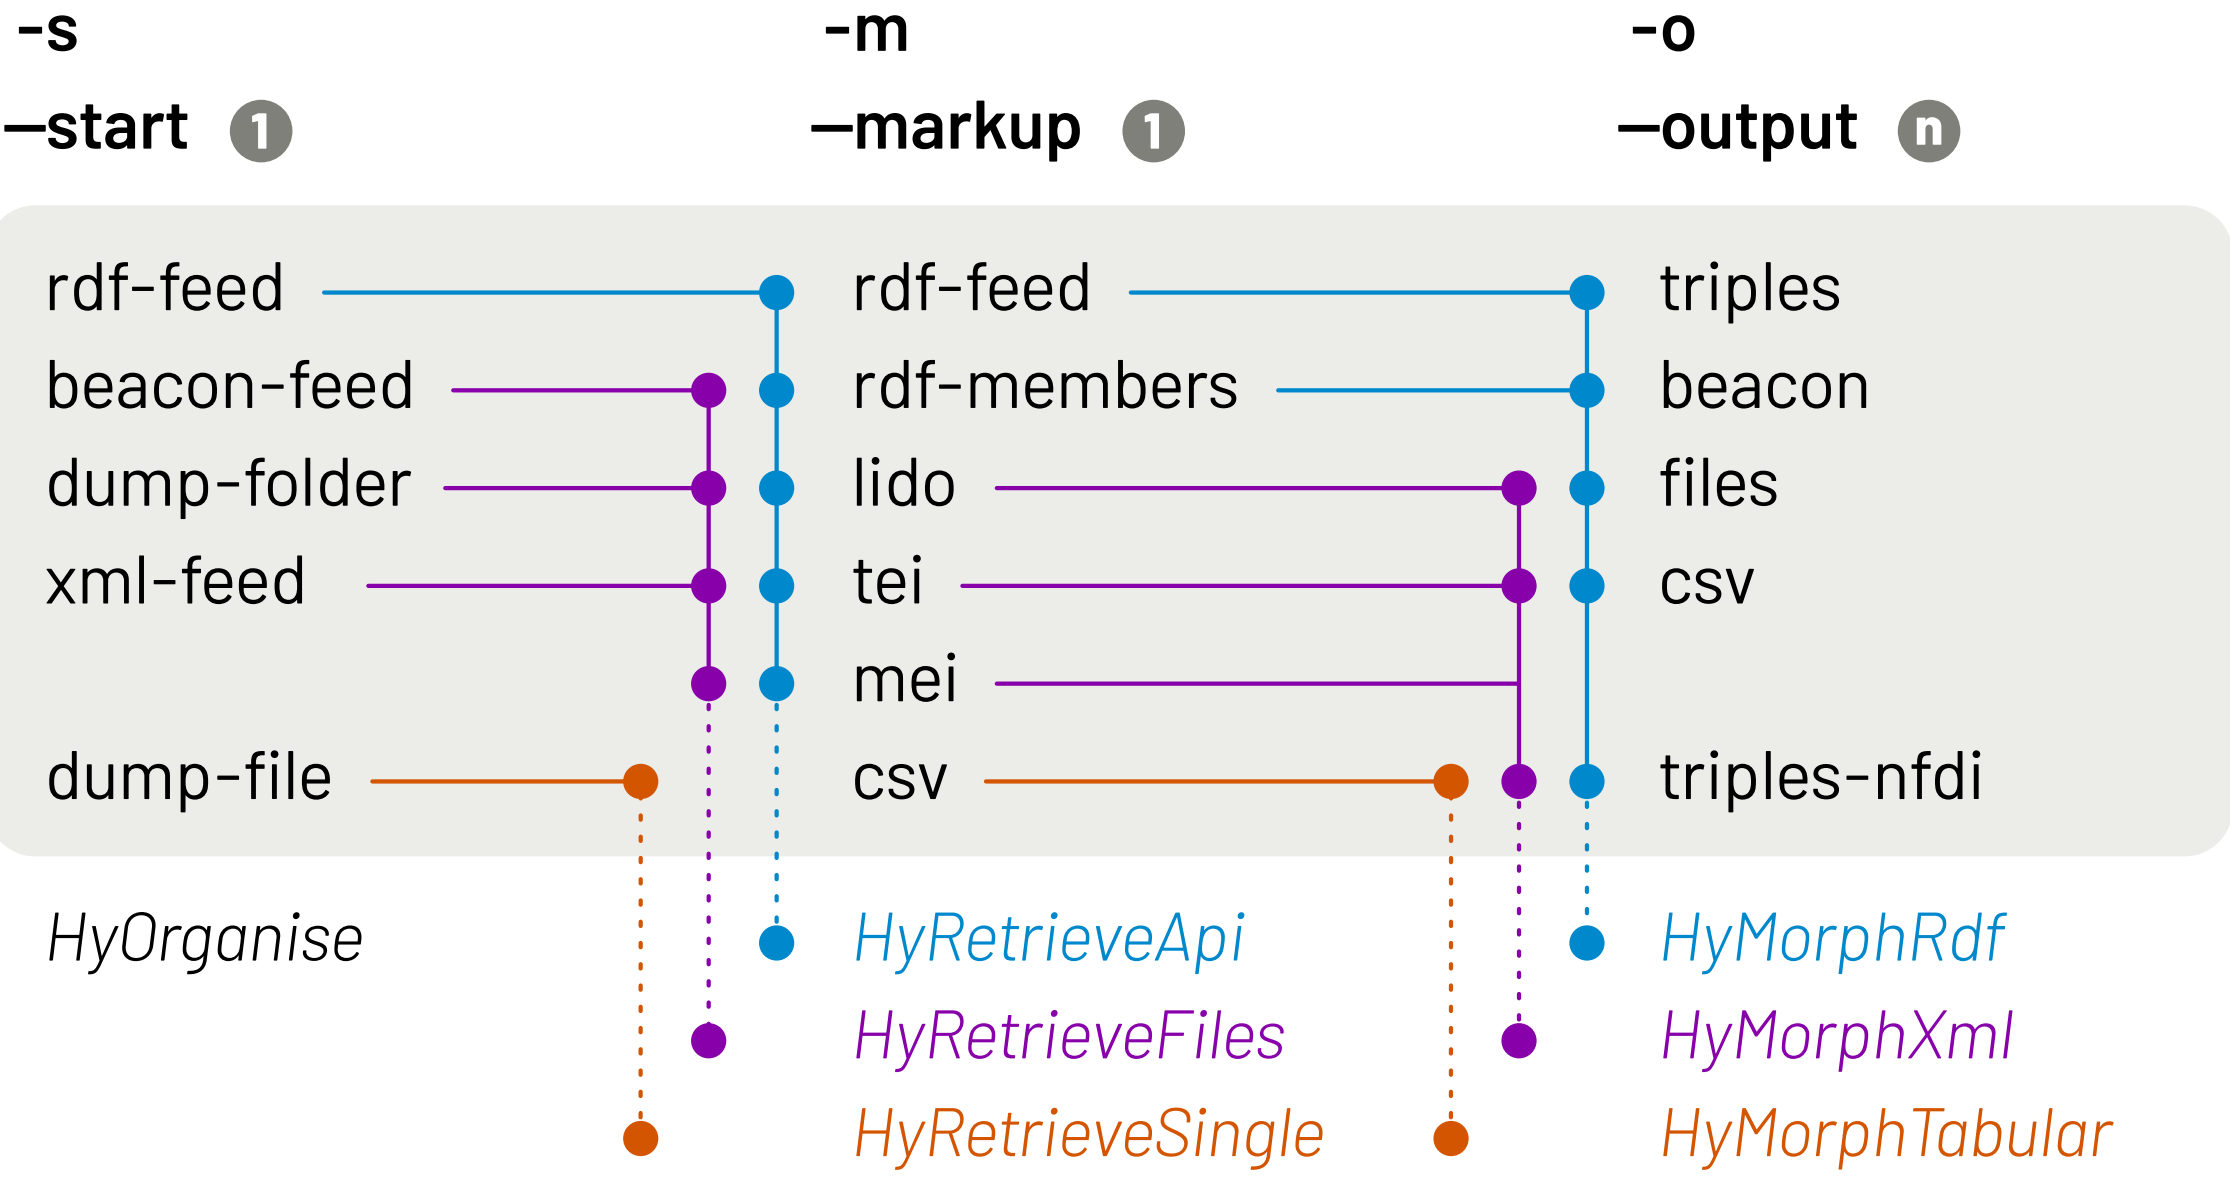 -s -m -o
—start 1 —markup 1 —output n
rdf-feed rdf-feed triples
beacon-feed rdf-members beacon
dump-folder lido files
xml-feed tei csv
mei
dump-file csv triples-nfdi
HyOrganise HyRetrieveApi HyMorphRdf
HyRetrieveFiles HyMorphXml
HyRetrieveSingle HyMorphTabular